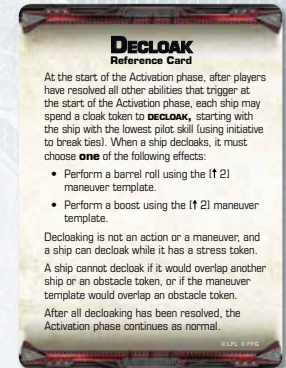 DECLOAK
Reference Card
At the start of the Activation phase, after players
have resolved all other abilities that trigger at
the start of the Activation phase, each ship may
spend a cloak token to DECLOAK, starting with
the ship with the lowest pilot skill (using initiative
to break ties). When a ship decloaks, it must
choose one of the following effects:
• Perform a barrel roll using the (↑ 2)
maneuver template.
• Perform a boost using the (↑ 2) maneuver
template.
Decloaking is not an action or a maneuver, and
a ship can decloak while it has a stress token.
A ship cannot decloak if it would overlap another
ship or an obstacle token, or if the maneuver
template would overlap an obstacle token.
After all decloaking has been resolved, the
Activation phase continues as normal.
© LFL © FFG